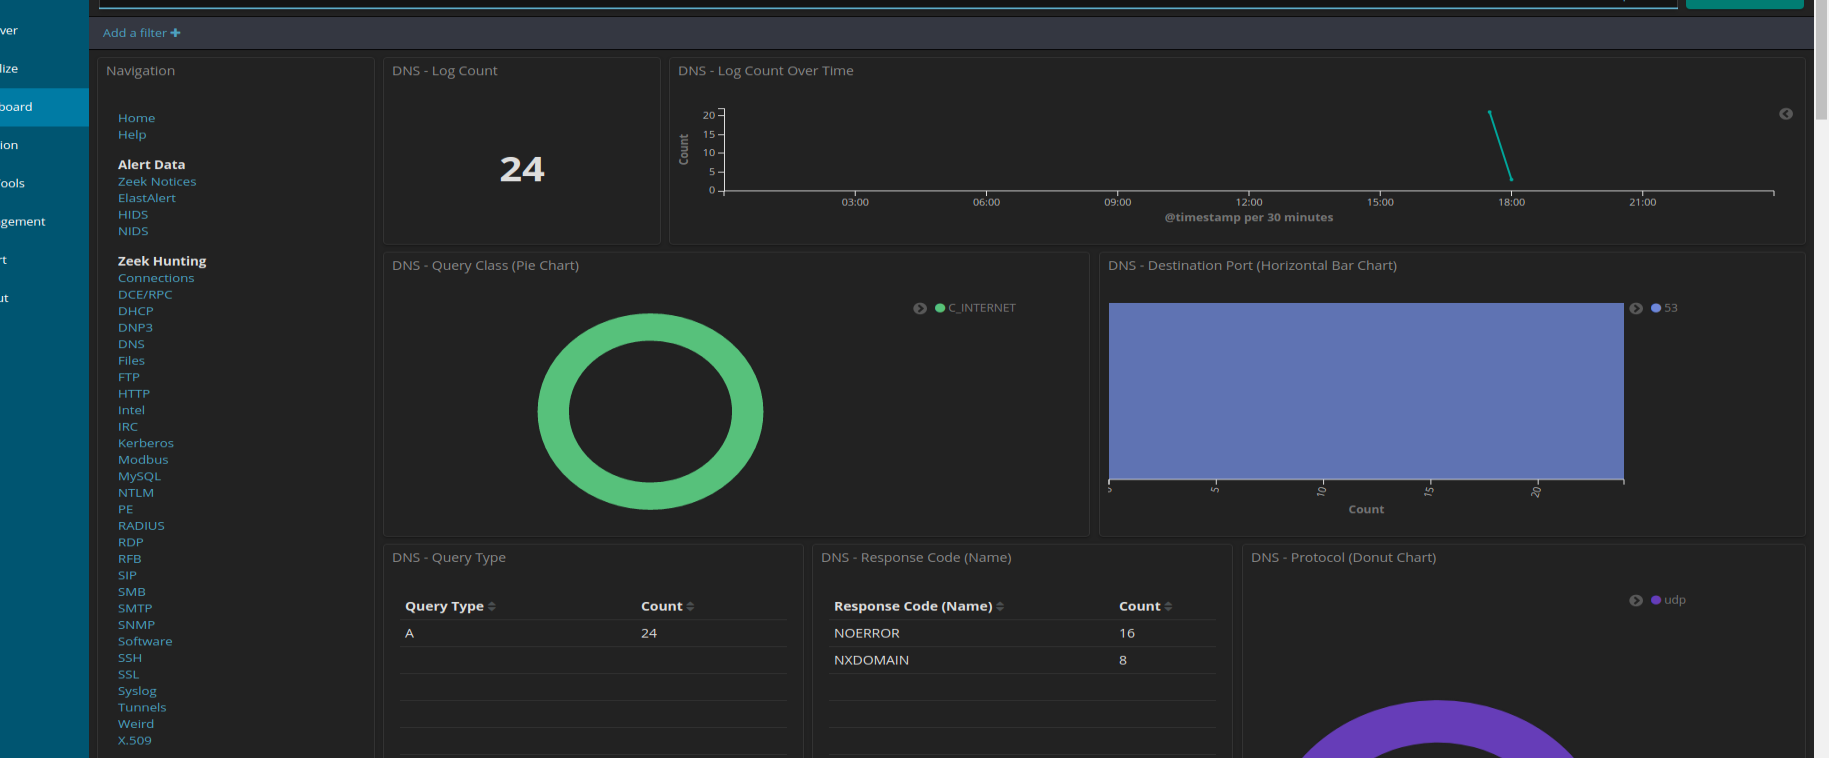 ver
lize
board
ion
ools
gement
rt
ut
Add a filter
Navigation
Home
Help
Alert Data
Zeek Notices
ElastAlert
HIDS
NIDS
Zeek Hunting
Connections
DCE/RPC
DHCP
DNP3
DNS
Files
FTP
HTTP
Intel
IRC
Kerberos
Modbus
MySQL
NTLM
PE
RADIUS
RDP
RFB
SIP
SMB
SMTP
SNMP
Software
SSH
SSL
Syslog
Tunnels
Weird
X.509
DNS - Log Count
24
DNS - Log Count Over Time
Count
20
15
10
5
0
03:00 06:00 09:00 12:00 15:00 18:00 21:00
@timestamp per 30 minutes
DNS - Query Class (Pie Chart)
C_INTERNET
DNS - Destination Port (Horizontal Bar Chart)
53
5 10 15 20
Count
DNS - Query Type
Query Type Count
A 24
DNS - Response Code (Name)
Response Code (Name) Count
NOERROR 16
NXDOMAIN 8
DNS - Protocol (Donut Chart)
udp